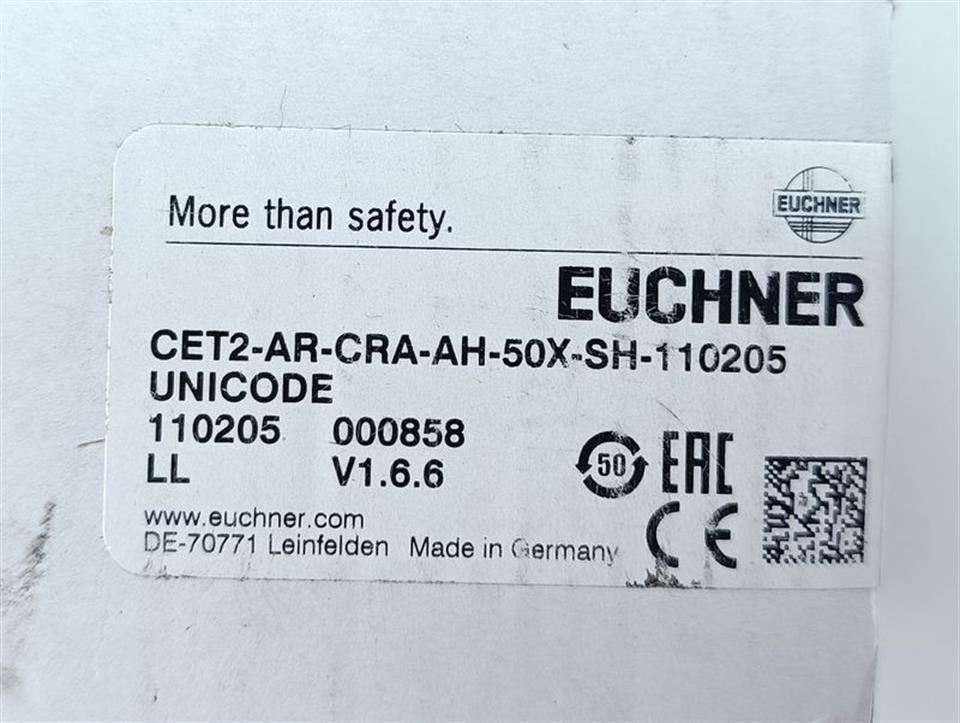 More than safety.
EUCHNER
EUCHNER
CET2-AR-CRA-AH-50X-SH-110205
UNICODE
110205 000858
LL V1.6.6
50 EAC
CE
www.euchner.com
DE-70771 Leinfelden Made in Germany